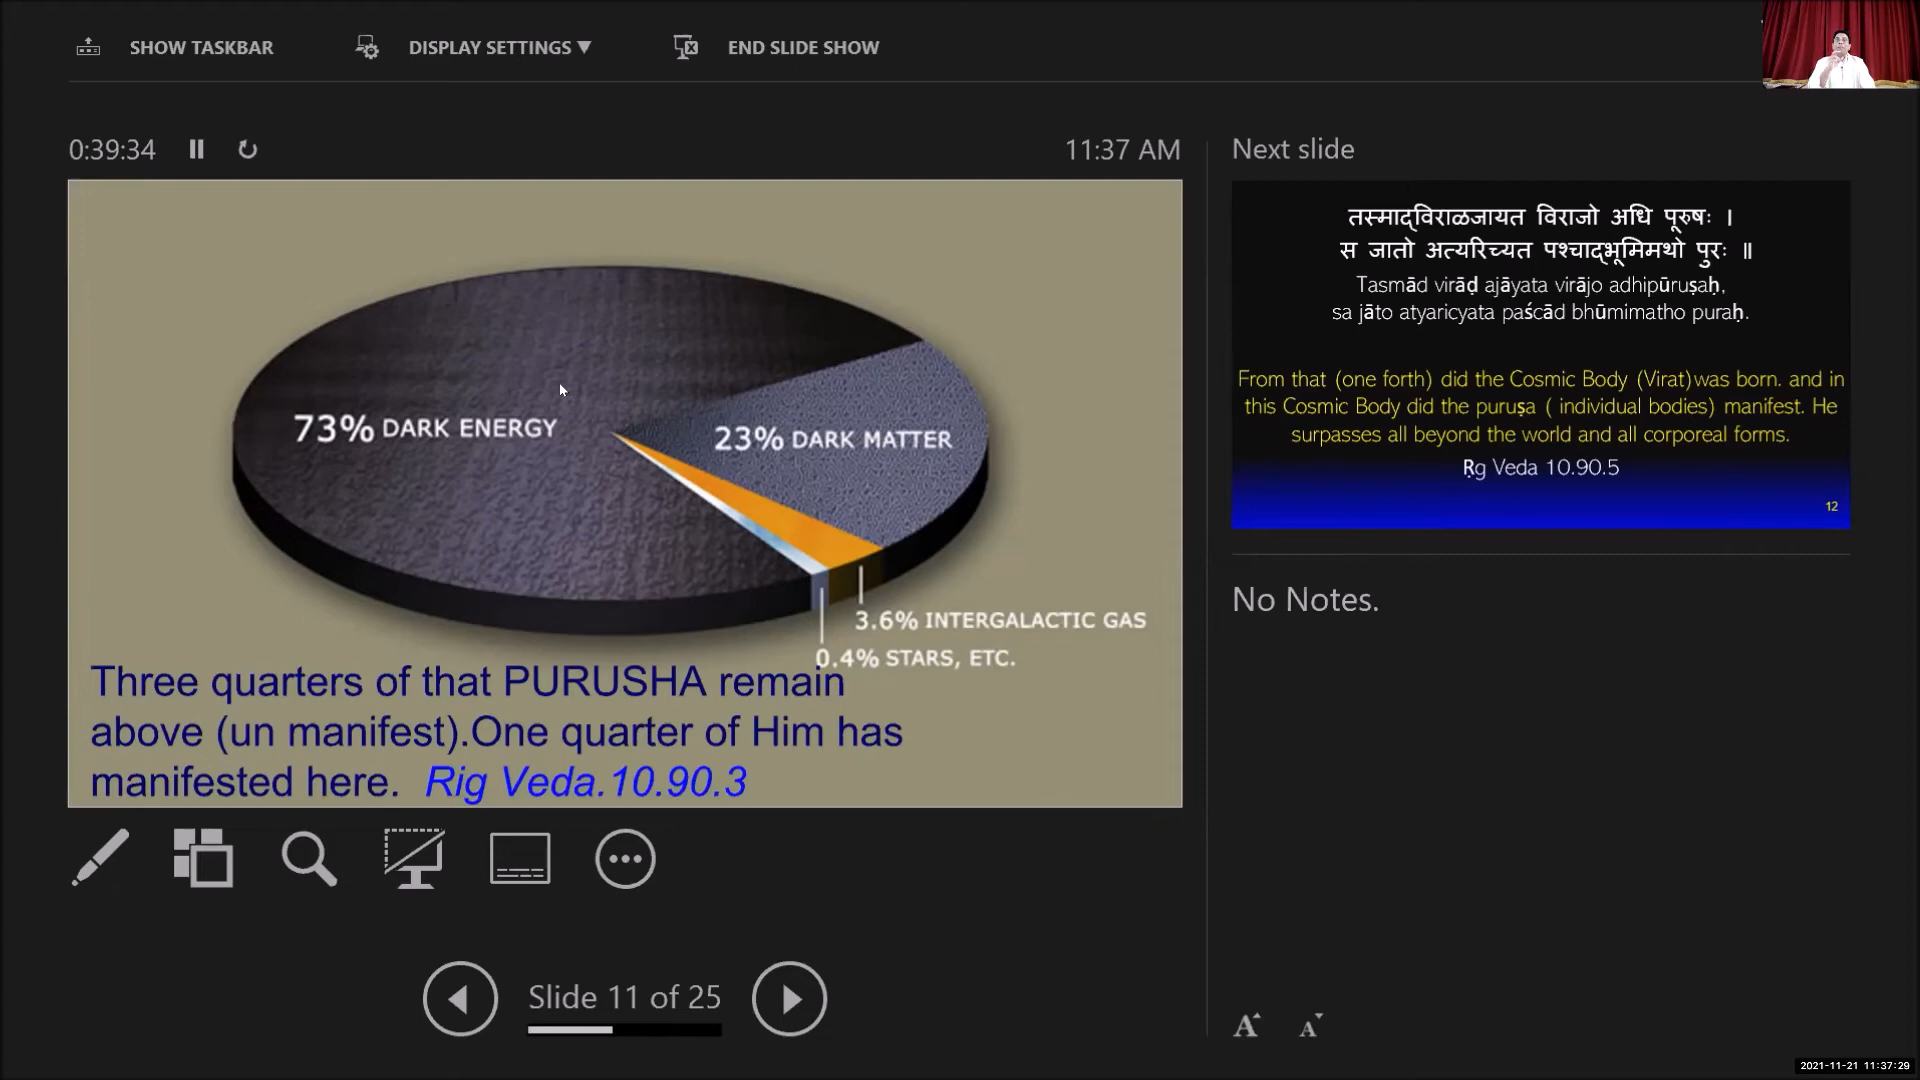 SHOW TASKBAR
DISPLAY SETTINGS ▼
END SLIDE SHOW
0:39:34
11:37 AM
73% DARK ENERGY
23% DARK MATTER
3.6% INTERGALACTIC GAS
0.4% STARS, ETC.
Three quarters of that PURUSHA remain
above (un manifest).One quarter of Him has
manifested here. Rig Veda.10.90.3
Slide 11 of 25
Next slide
तस्माद्विराळजायत विराजो अधि पूरुषः ।
स जातो अत्यरिच्यत पश्चाद्भूमिमथो पुरः ॥
Tasmād virāḍ ajāyata virājo adhipūruṣaḥ,
sa jāto atyaricyata paścād bhūmimatho puraḥ.
From that (one forth) did the Cosmic Body (Virat)was born. and in
this Cosmic Body did the puruṣa ( individual bodies) manifest. He
surpasses all beyond the world and all corporeal forms.
Ṛg Veda 10.90.5
12
No Notes.
A A
2021-11-21 11:37:29